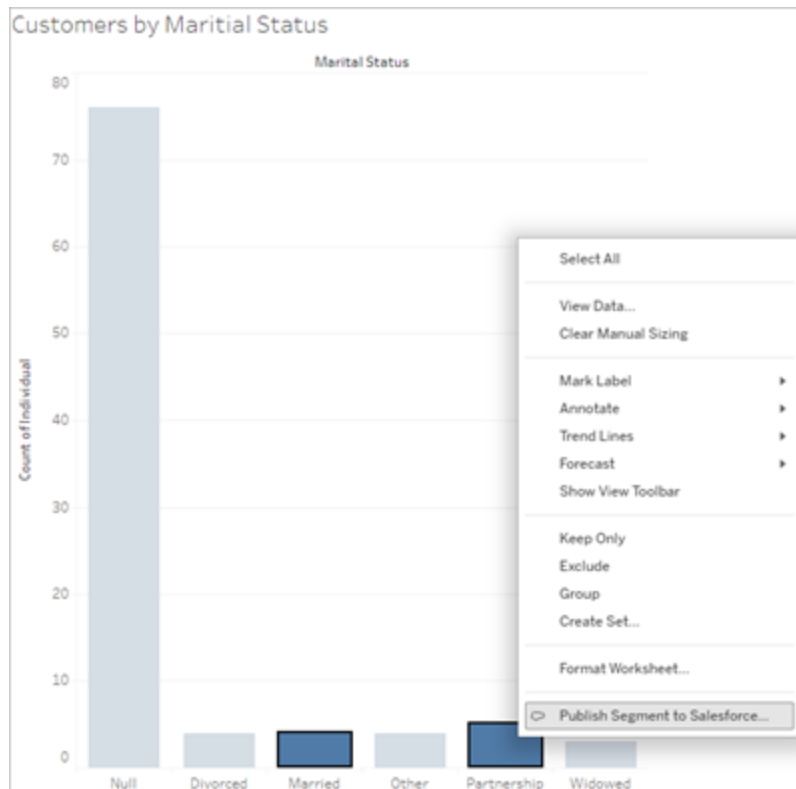 Customers by Maritial Status
Marital Status
80
70
60
50
40
30
20
10
0
Count of Individual
Null
Divorced
Married
Other
Partnership
Widowed
Select All
View Data...
Clear Manual Sizing
Mark Label
Annotate
Trend Lines
Forecast
Show View Toolbar
Keep Only
Exclude
Group
Create Set...
Format Worksheet...
Publish Segment to Salesforce...